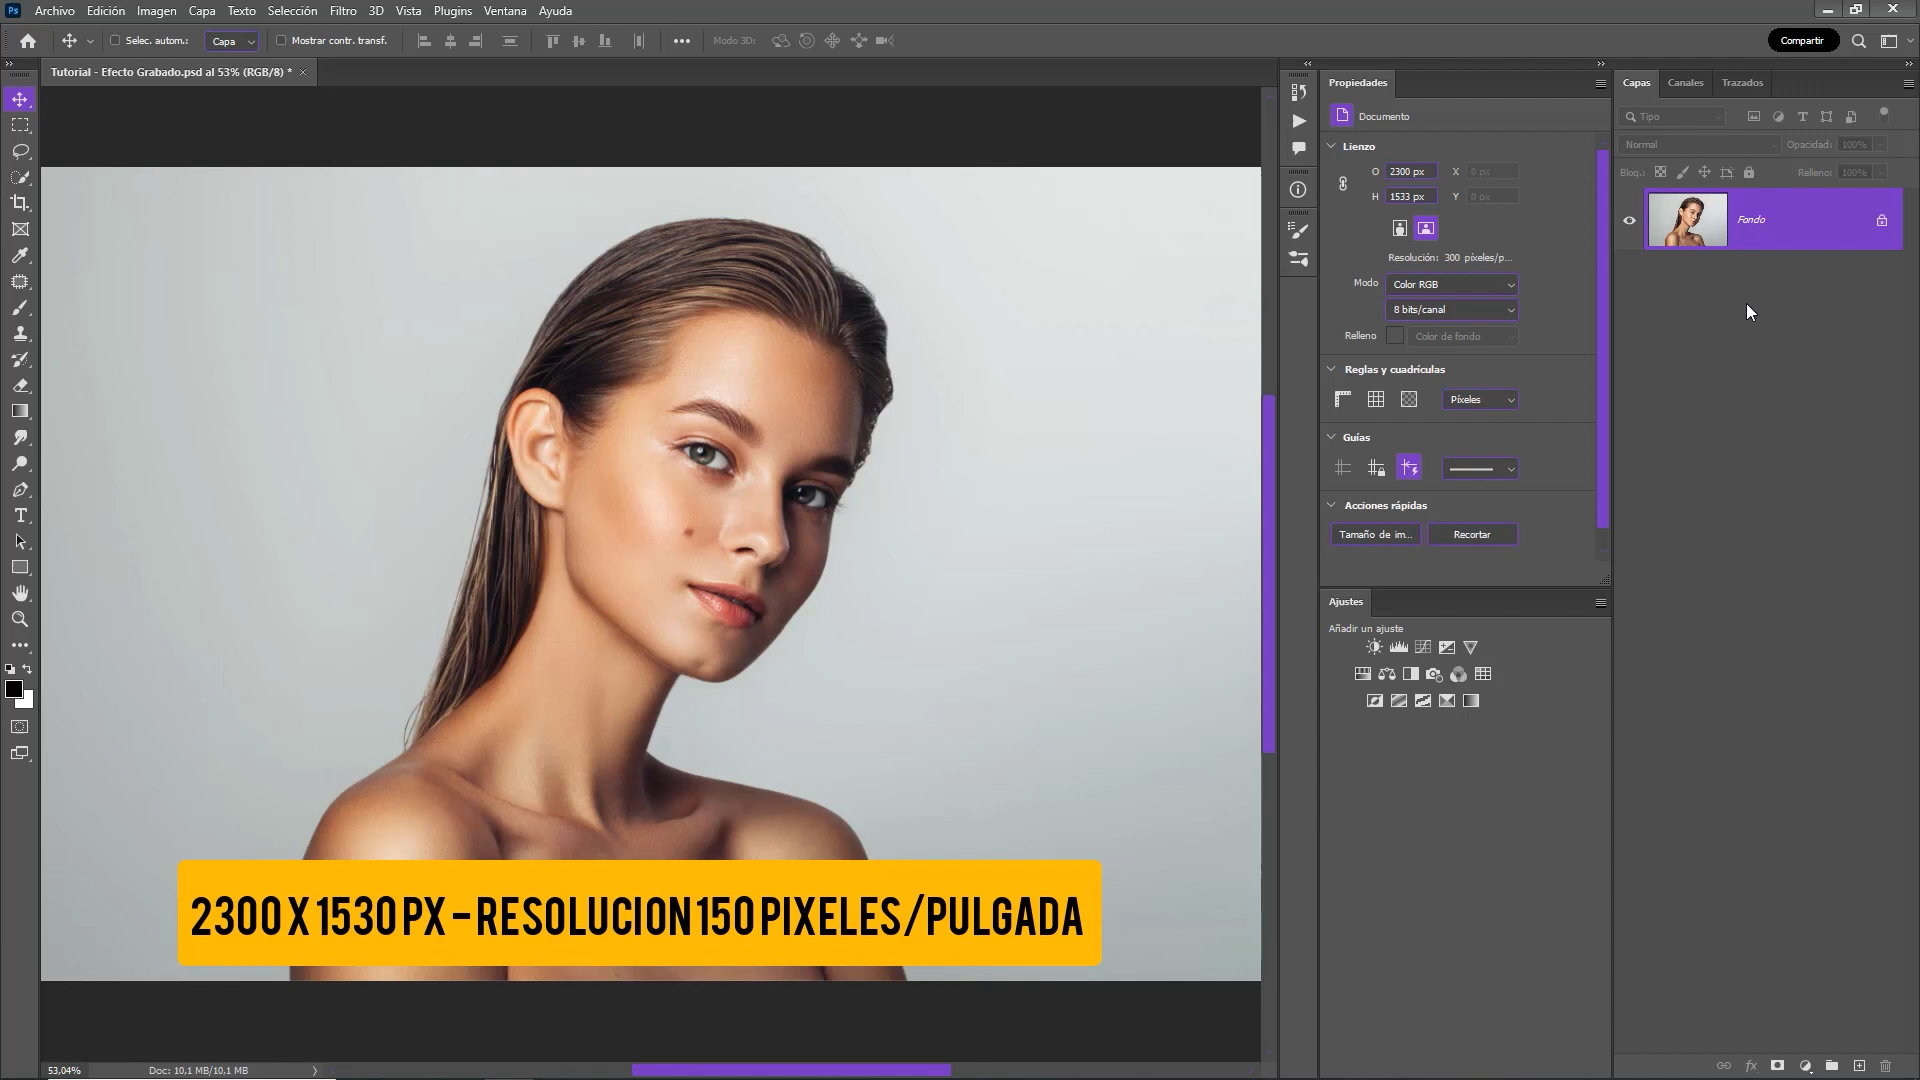 Ps Archivo Edición Imagen Capa Texto Selección Filtro 3D Vista Plugins Ventana Ayuda
Selec. autom.: Capa Mostrar contr. transf. Modo 3D: Compartir
Tutorial - Efecto Grabado.psd al 53% (RGB/8) *
Propiedades
Documento
Lienzo
O 2300 px X 0 px
H 1533 px Y 0 px
Resolución: 300 píxeles/p...
Modo Color RGB
8 bits/canal
Relleno Color de fondo
Reglas y cuadrículas
Píxeles
Guías
Acciones rápidas
Tamaño de im... Recortar
Ajustes
Añadir un ajuste
Capas Canales Trazados
Tipo
Normal Opacidad: 100%
Bloq.: Relleno: 100%
Fondo
2300 X 1530 PX - RESOLUCION 150 PIXELES/PULGADA
53,04% Doc: 10,1 MB/10,1 MB